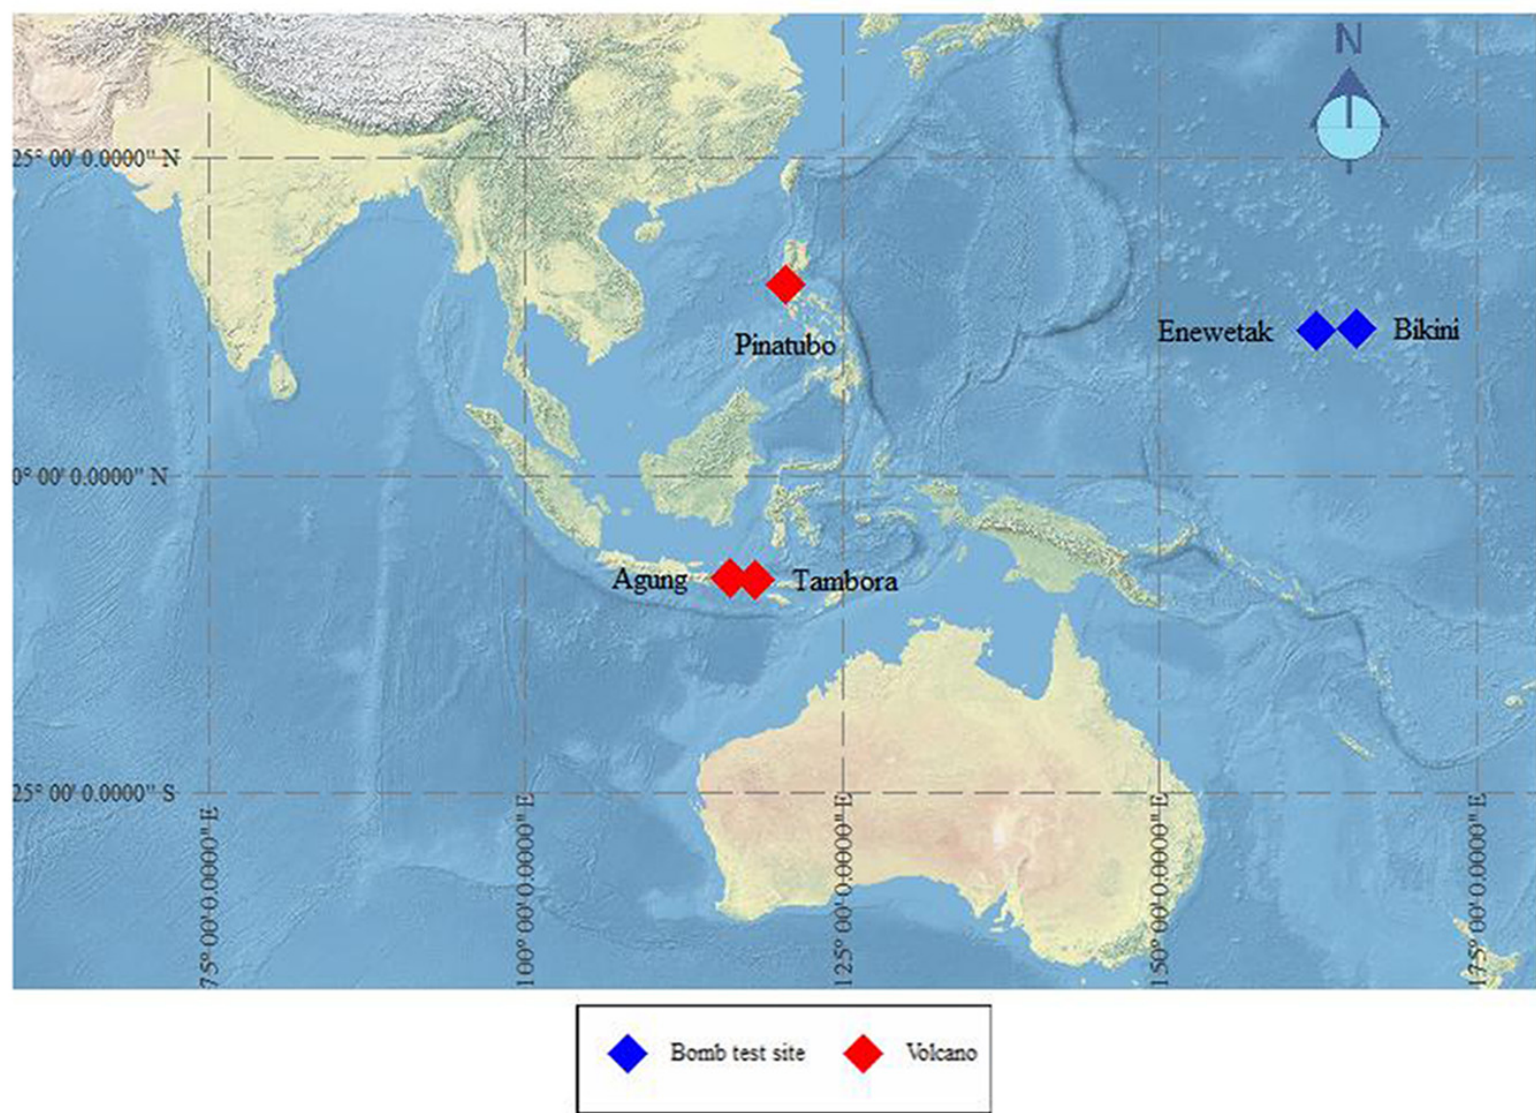 N
25° 00' 0.0000" N
Enewetak
Bikini
Pinatubo
0° 00' 0.0000" N
Agung
Tambora
25° 00' 0.0000" S
75° 00' 0.0000" E
100° 00' 0.0000" E
125° 00' 0.0000" E
150° 00' 0.0000" E
175° 00' 0.0000" E
Bomb test site
Volcano